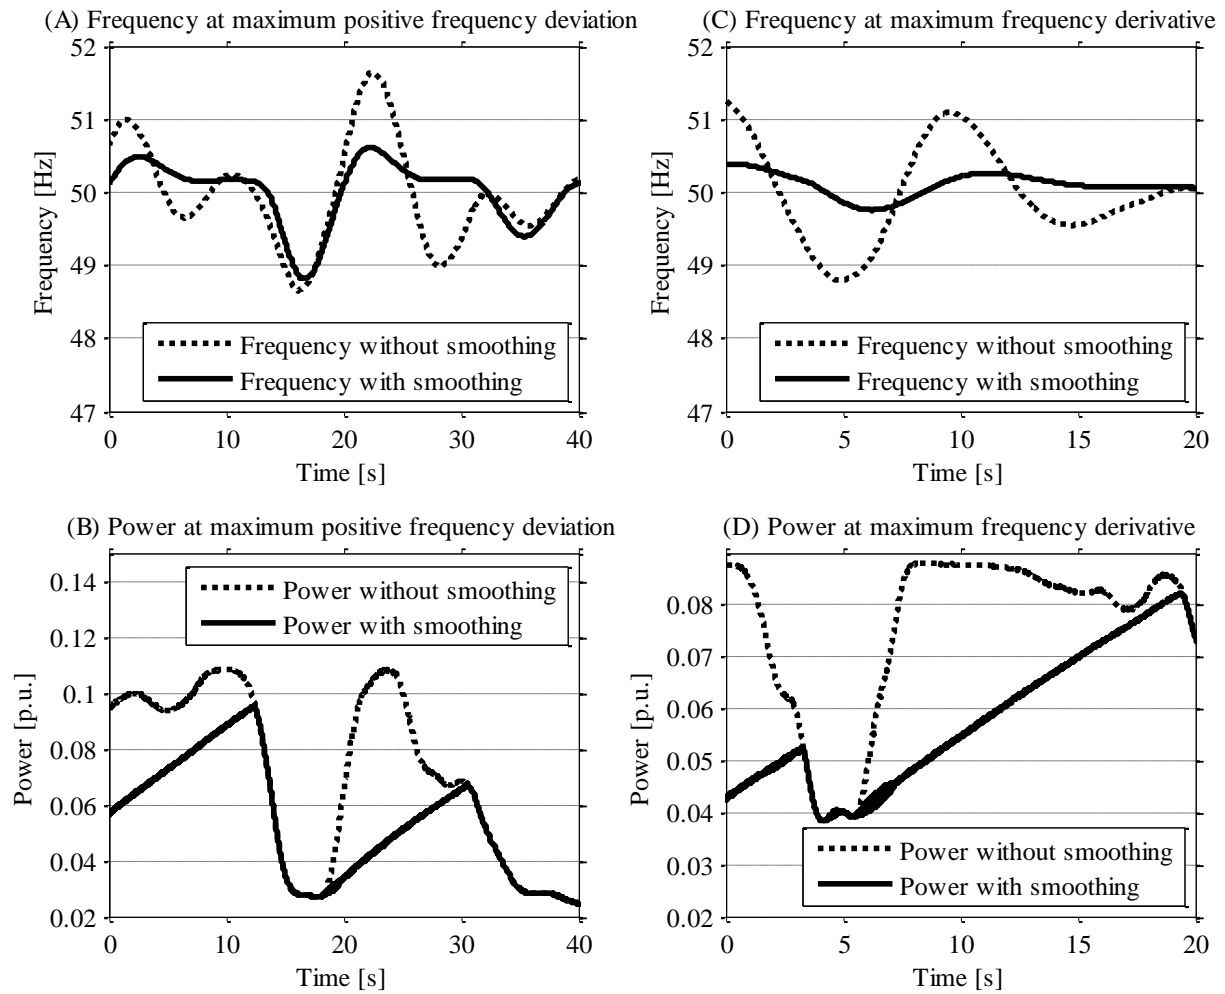 (A) Frequency at maximum positive frequency deviation
52
51
50
49
48
47
Frequency [Hz]
Frequency without smoothing
Frequency with smoothing
0 10 20 30 40
Time [s]
(C) Frequency at maximum frequency derivative
52
51
50
49
48
47
Frequency [Hz]
Frequency without smoothing
Frequency with smoothing
0 5 10 15 20
Time [s]
(B) Power at maximum positive frequency deviation
0.14
0.12
0.1
0.08
0.06
0.04
0.02
Power [p.u.]
Power without smoothing
Power with smoothing
0 10 20 30 40
Time [s]
(D) Power at maximum frequency derivative
0.08
0.07
0.06
0.05
0.04
0.03
0.02
Power [p.u.]
Power without smoothing
Power with smoothing
0 5 10 15 20
Time [s]